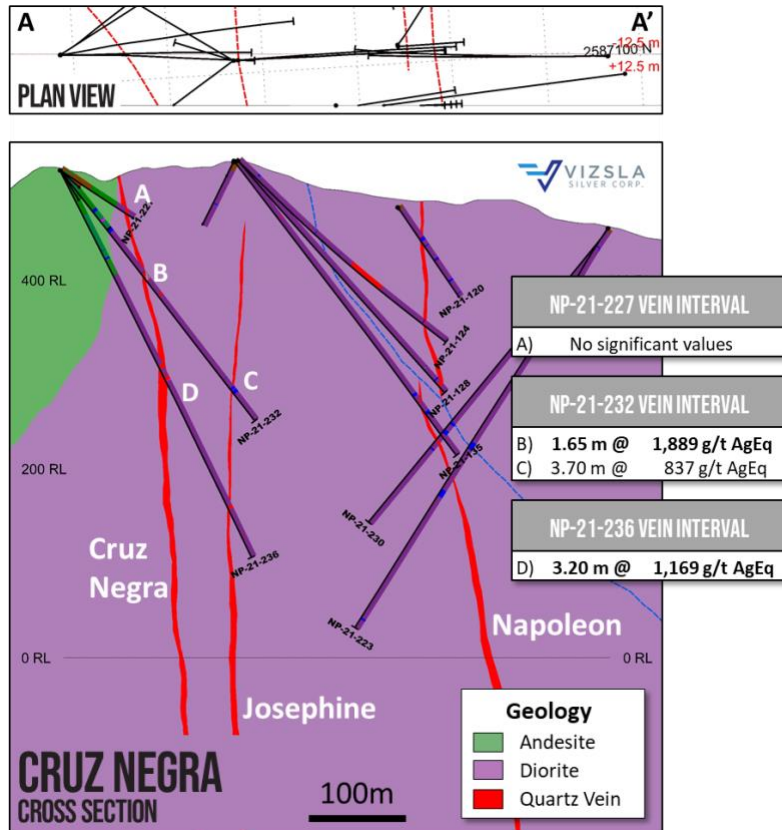 A
A'
-12.5 m
2587100 N
+12.5 m
PLAN VIEW
VIZSLA
SILVER CORP.
A
B
C
D
NP-21-232
NP-21-236
NP-21-120
NP-21-124
NP-21-128
NP-21-135
NP-21-230
NP-21-223
400 RL
200 RL
0 RL
0 RL
Cruz
Negra
Josephine
Napoleon
NP-21-227 VEIN INTERVAL
A) No significant values
NP-21-232 VEIN INTERVAL
B) 1.65 m @ 1,889 g/t AgEq
C) 3.70 m @ 837 g/t AgEq
NP-21-236 VEIN INTERVAL
D) 3.20 m @ 1,169 g/t AgEq
Geology
Andesite
Diorite
Quartz Vein
CRUZ NEGRA
CROSS SECTION
100m